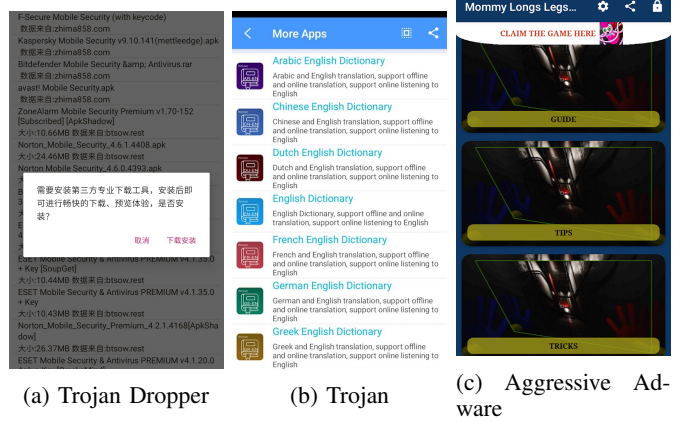 F-Secure Mobile Security (with keycode)
数据来自:zhima858.com
Kaspersky Mobile Security v9.10.141(mettleedge).apk
数据来自:zhima858.com
Bitdefender Mobile Security &amp; Antivirus.rar
数据来自:zhima858.com
avast! Mobile Security.apk
数据来自:zhima858.com
ZoneAlarm Mobile Security Premium v1.70-152
[Subscribed] [ApkShadow]
大小:10.66MB 数据来自:btsow.rest
Norton_Mobile_Security_4.6.1.4408.apk
大小:24.46MB 数据来自:btsow.rest
Norton Mobile Security 4.6.0.4393.apk
需要安装第三方专业下载工具，安装后即
可进行畅快的下载、预览体验，是否安
装？
取消 下载安装
ESET Mobile Security & Antivirus PREMIUM v4.1.35.0
+ Key [SoupGet]
大小:10.44MB 数据来自:btsow.rest
ESET Mobile Security & Antivirus PREMIUM v4.1.35.0
+ Key
大小:10.43MB 数据来自:btsow.rest
Norton_Mobile_Security_Premium_4.2.1.4168[ApkSha
dow]
大小:26.37MB 数据来自:btsow.rest
ESET Mobile Security & Antivirus PREMIUM v4.1.20.0
(a) Trojan Dropper
More Apps
Arabic English Dictionary
Arabic and English translation, support offline
and online translation, support online listening to
English
Chinese English Dictionary
Chinese and English translation, support offline
and online translation, support online listening to
English
Dutch English Dictionary
Dutch and English translation, support offline
and online translation, support online listening to
English
English Dictionary
English Dictionary, support offline and online
translation, support online listening to English
French English Dictionary
French and English translation, support offline
and online translation, support online listening to
English
German English Dictionary
German and English translation, support offline
and online translation, support online listening to
English
Greek English Dictionary
Greek and English translation, support offline
and online translation, support online listening to
English
(b) Trojan
Mommy Longs Legs...
CLAIM THE GAME HERE
GUIDE
TIPS
TRICKS
(c) Aggressive Ad-
ware